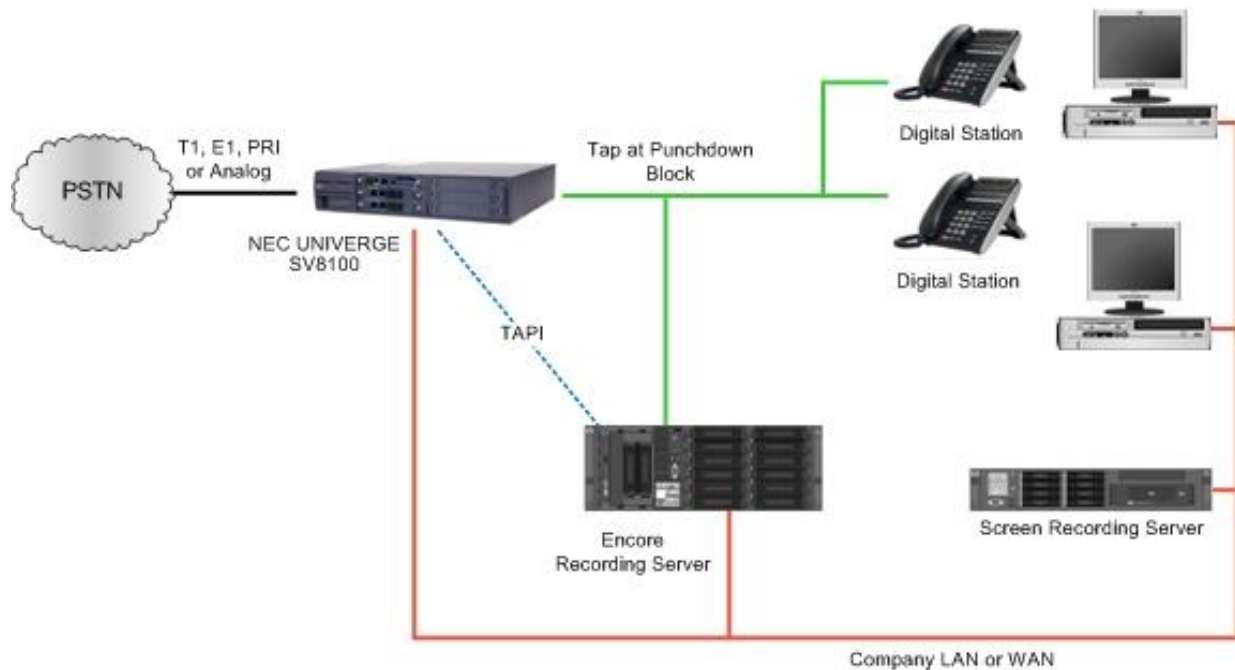 T1, E1, PRI
or Analog
PSTN
NEC UNIVERGE
SV8100
Tap at Punchdown
Block
Digital Station
Digital Station
TAPI
Encore
Recording Server
Screen Recording Server
Company LAN or WAN